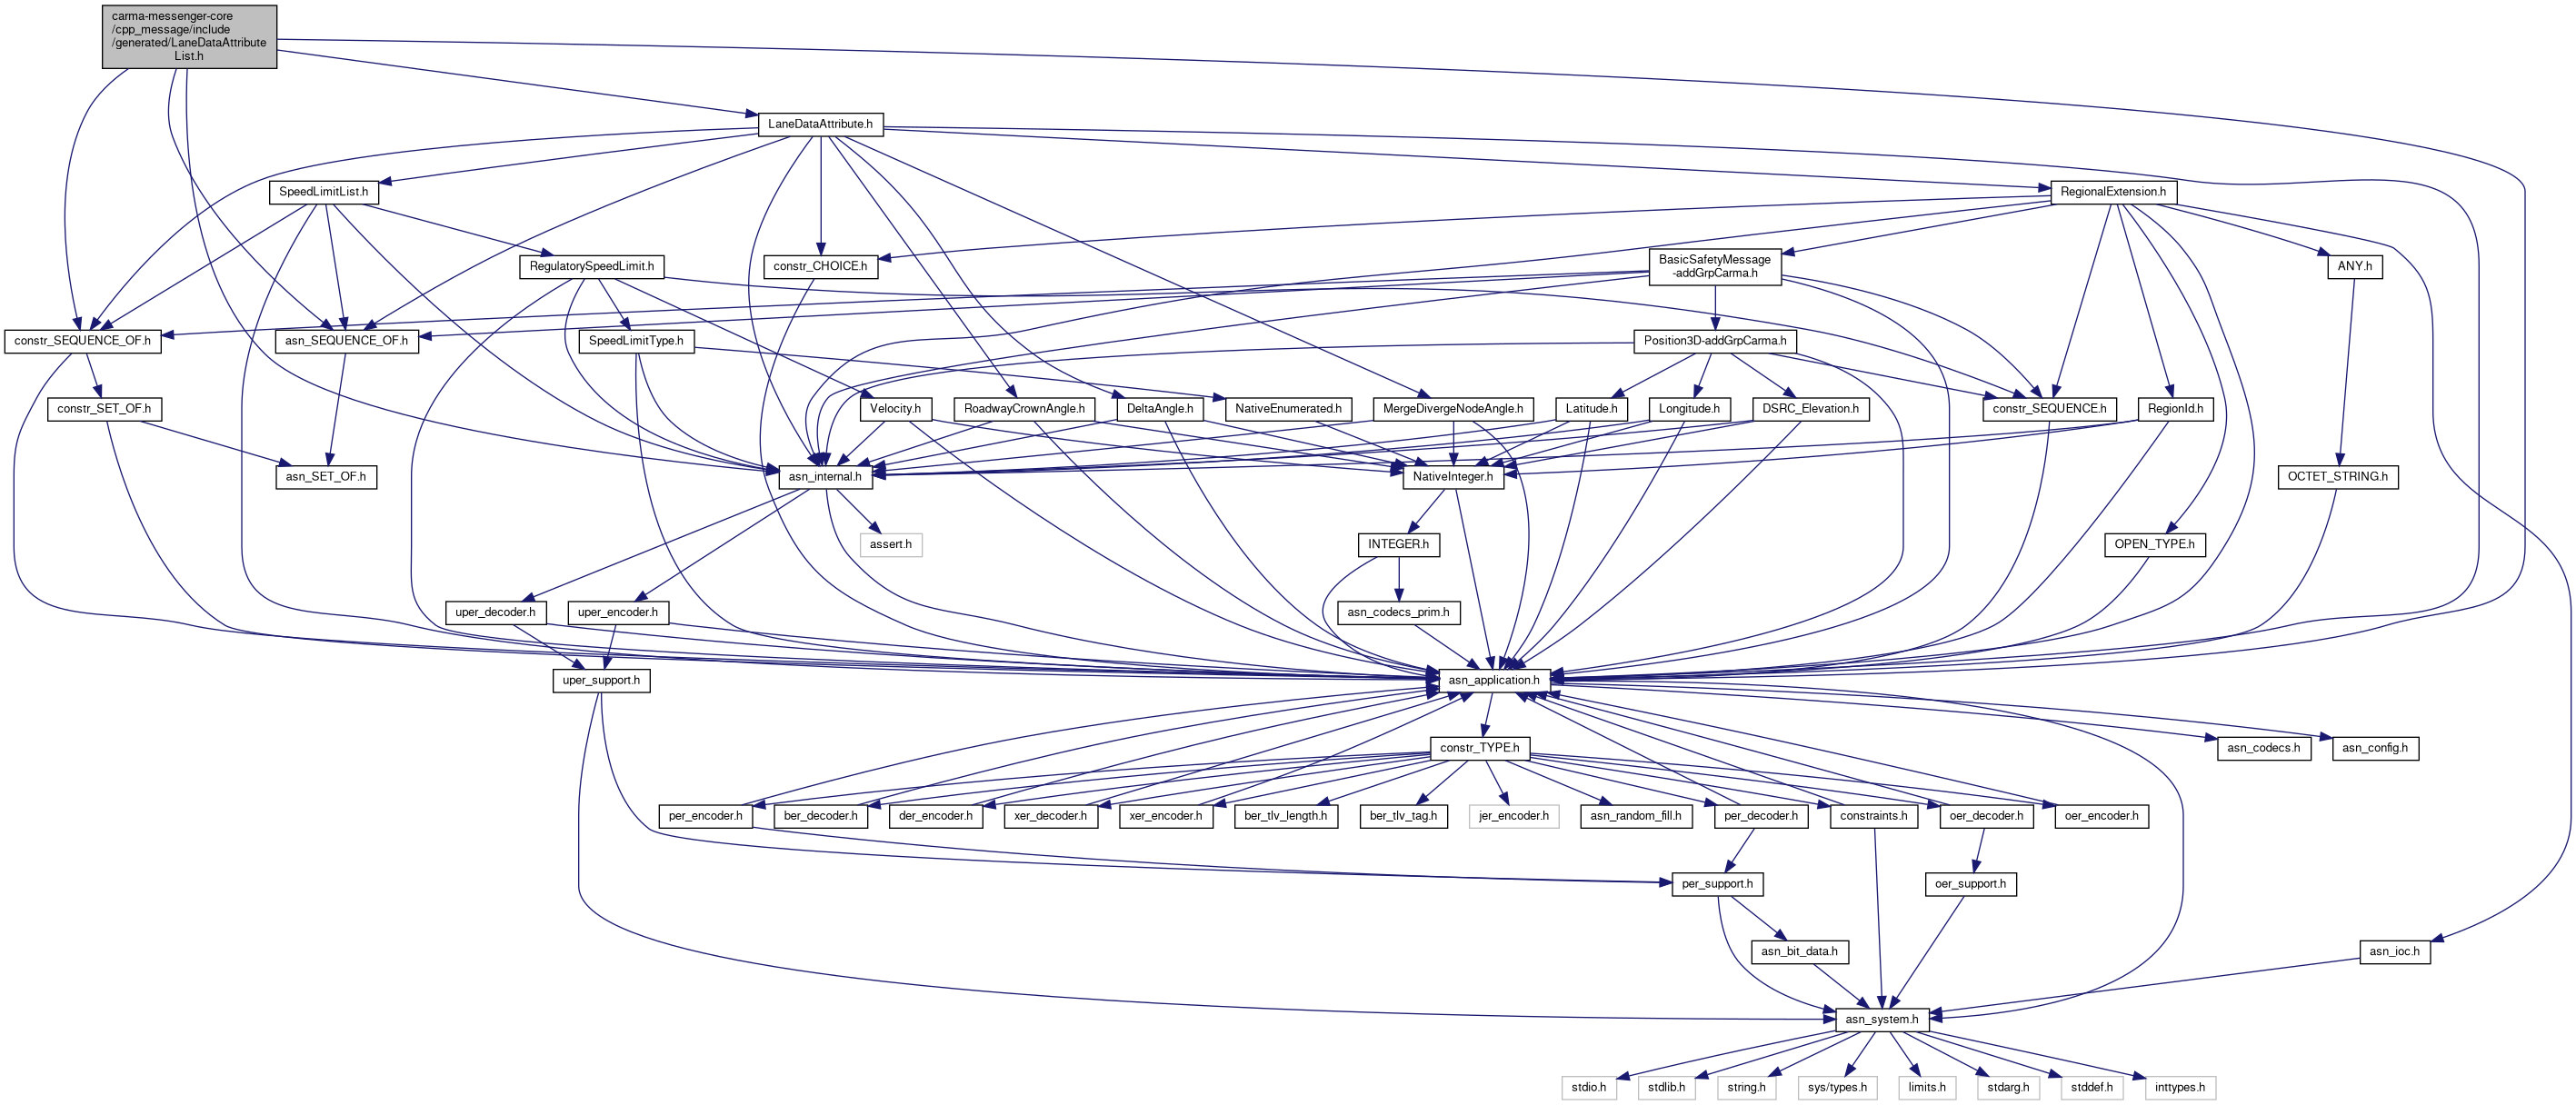 carma-messenger-core
/cpp_message/include
/generated/LaneDataAttribute
List.h
LaneDataAttribute.h
SpeedLimitList.h
RegionalExtension.h
RegulatorySpeedLimit.h
constr_CHOICE.h
BasicSafetyMessage
-addGrpCarma.h
ANY.h
constr_SEQUENCE_OF.h
asn_SEQUENCE_OF.h
SpeedLimitType.h
Position3D-addGrpCarma.h
constr_SET_OF.h
Velocity.h
RoadwayCrownAngle.h
DeltaAngle.h
NativeEnumerated.h
MergeDivergeNodeAngle.h
Latitude.h
Longitude.h
DSRC_Elevation.h
constr_SEQUENCE.h
RegionId.h
asn_SET_OF.h
asn_internal.h
NativeInteger.h
OCTET_STRING.h
assert.h
INTEGER.h
OPEN_TYPE.h
uper_decoder.h
uper_encoder.h
asn_codecs_prim.h
uper_support.h
asn_application.h
constr_TYPE.h
asn_codecs.h
asn_config.h
per_encoder.h
ber_decoder.h
der_encoder.h
xer_decoder.h
xer_encoder.h
ber_tlv_length.h
ber_tlv_tag.h
jer_encoder.h
asn_random_fill.h
per_decoder.h
constraints.h
oer_decoder.h
oer_encoder.h
per_support.h
oer_support.h
asn_bit_data.h
asn_ioc.h
asn_system.h
stdio.h
stdlib.h
string.h
sys/types.h
limits.h
stdarg.h
stddef.h
inttypes.h